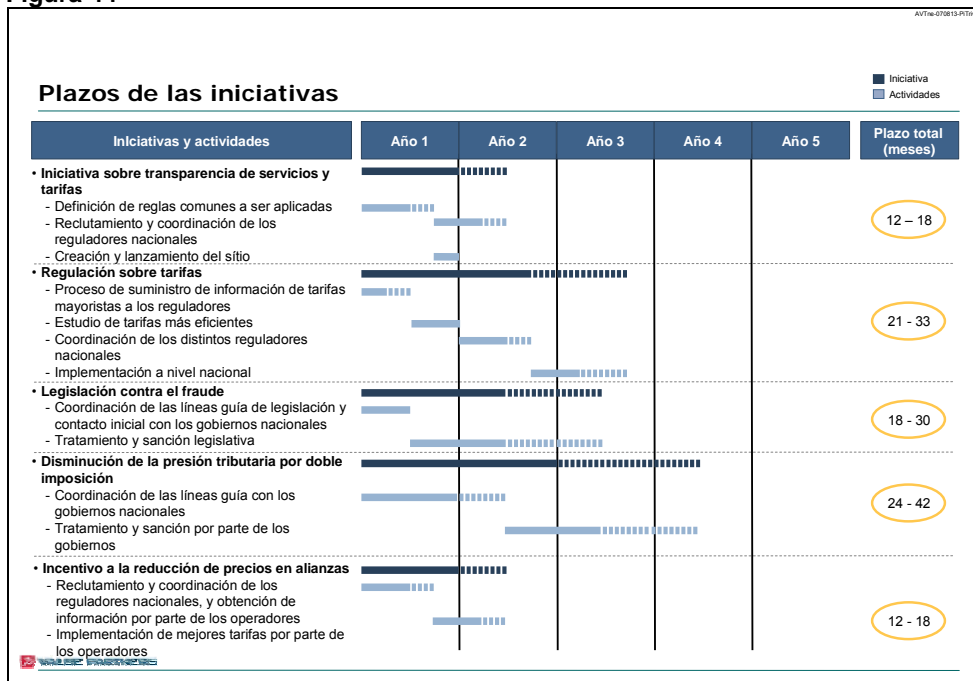 AVTne-070813-PiTriv
Plazos de las iniciativas
Iniciativa
Actividades
InIciativas y actividades
Año 1
Año 2
Año 3
Año 4
Año 5
Plazo total
(meses)
• Iniciativa sobre transparencia de servicios y
tarifas
- Definición de reglas comunes a ser aplicadas
- Reclutamiento y coordinación de los
reguladores nacionales
- Creación y lanzamiento del sítio
12 – 18
• Regulación sobre tarifas
- Proceso de suministro de información de tarifas
mayoristas a los reguladores
- Estudio de tarifas más eficientes
- Coordinación de los distintos reguladores
nacionales
- Implementación a nivel nacional
21 - 33
• Legislación contra el fraude
- Coordinación de las líneas guía de legislación y
contacto inicial con los gobiernos nacionales
- Tratamiento y sanción legislativa
18 - 30
• Disminución de la presión tributaria por doble
imposición
- Coordinación de las líneas guía con los
gobiernos nacionales
- Tratamiento y sanción por parte de los
gobiernos
24 - 42
• Incentivo a la reducción de precios en alianzas
- Reclutamiento y coordinación de los
reguladores nacionales, y obtención de
información por parte de los operadores
- Implementación de mejores tarifas por parte de
los operadores
12 - 18
VALUE PARTNERS